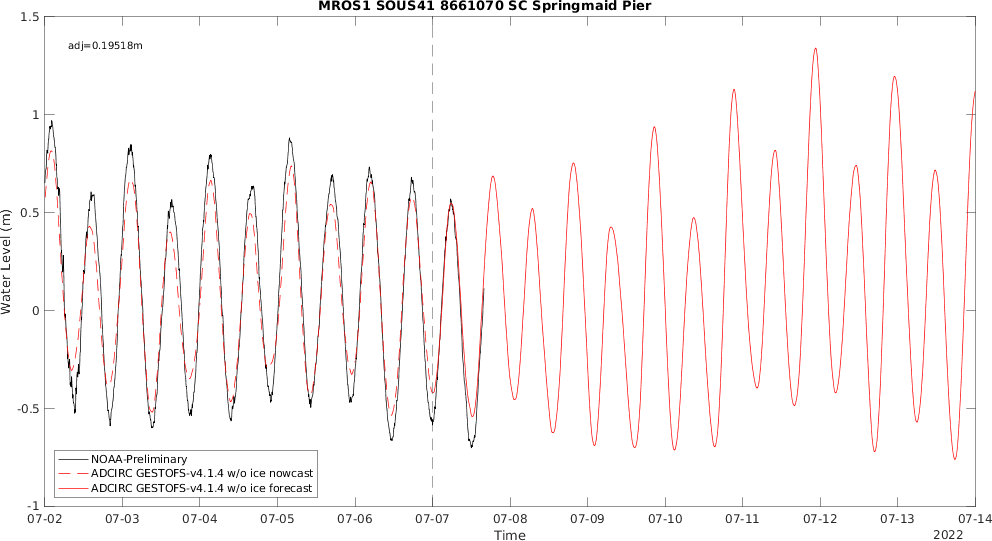 MROS1 SOUS41 8661070 SC Springmaid Pier
adj=0.19518m
1.5
1
0.5
0
-0.5
-1
Water Level (m)
NOAA-Preliminary
ADCIRC GESTOFS-v4.1.4 w/o ice nowcast
ADCIRC GESTOFS-v4.1.4 w/o ice forecast
07-02 07-03 07-04 07-05 07-06 07-07 07-08 07-09 07-10 07-11 07-12 07-13 07-14
Time
2022